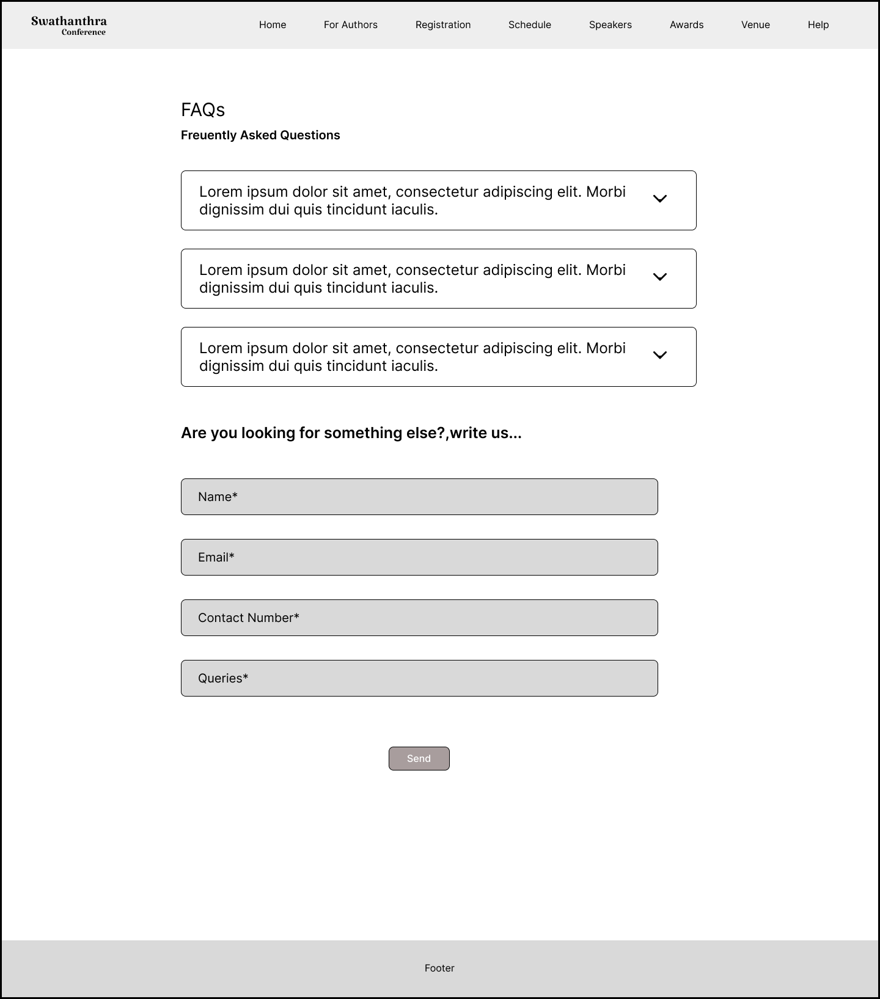 Swathanthra
Conference
Home For Authors Registration Schedule Speakers Awards Venue Help
FAQs
Freuently Asked Questions
Lorem ipsum dolor sit amet, consectetur adipiscing elit. Morbi
dignissim dui quis tincidunt iaculis.
Lorem ipsum dolor sit amet, consectetur adipiscing elit. Morbi
dignissim dui quis tincidunt iaculis.
Lorem ipsum dolor sit amet, consectetur adipiscing elit. Morbi
dignissim dui quis tincidunt iaculis.
Are you looking for something else?,write us...
Name*
Email*
Contact Number*
Queries*
Send
Footer